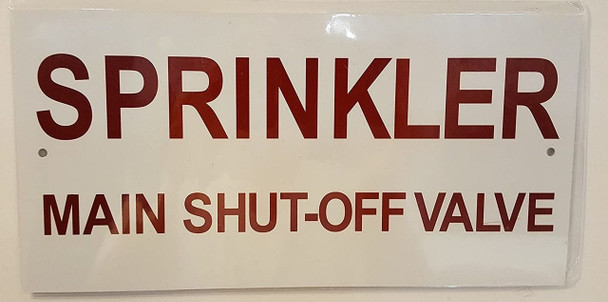 SPRINKLER
MAIN SHUT-OFF VALVE